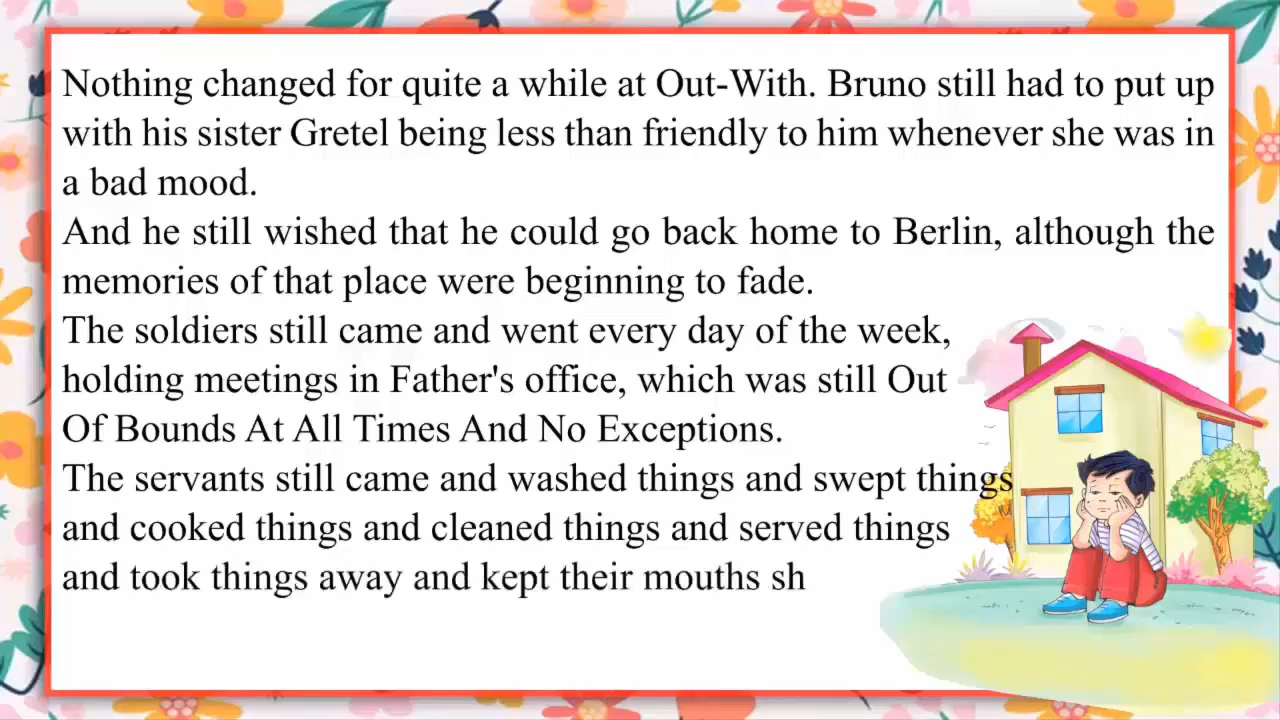 Nothing changed for quite a while at Out-With. Bruno still had to put up
with his sister Gretel being less than friendly to him whenever she was in
a bad mood.
And he still wished that he could go back home to Berlin, although the
memories of that place were beginning to fade.
The soldiers still came and went every day of the week,
holding meetings in Father's office, which was still Out
Of Bounds At All Times And No Exceptions.
The servants still came and washed things and swept things
and cooked things and cleaned things and served things
and took things away and kept their mouths sh